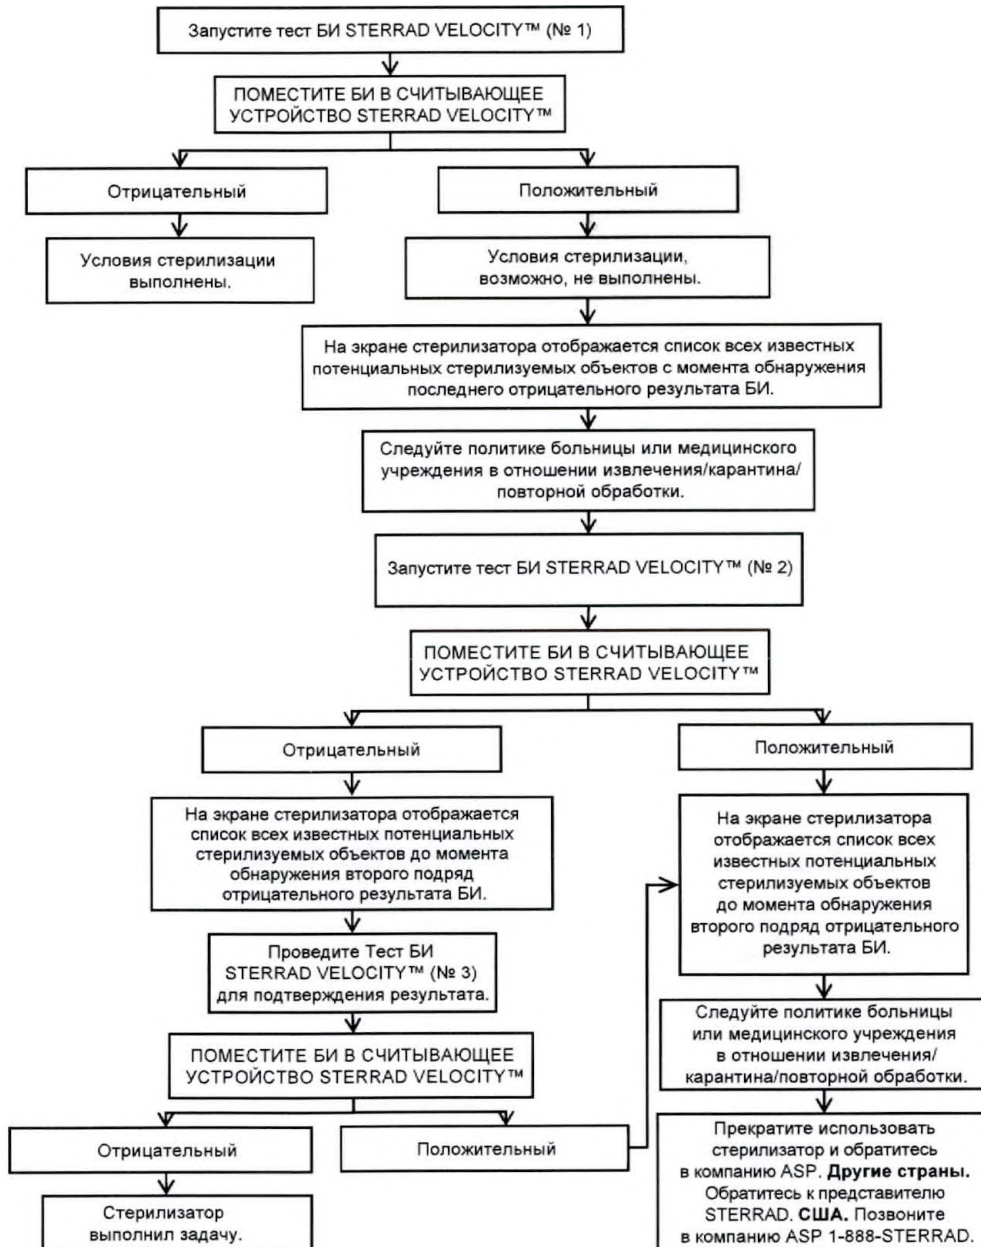 Запустите тест БИ STERRAD VELOCITY™ (№ 1)
ПОМЕСТИТЕ БИ В СЧИТЫВАЮЩЕЕ
УСТРОЙСТВО STERRAD VELOCITY™
Отрицательный
Положительный
Условия стерилизации
выполнены.
Условия стерилизации,
возможно, не выполнены.
На экране стерилизатора отображается список всех известных
потенциальных стерилизуемых объектов с момента обнаружения
последнего отрицательного результата БИ.
Следуйте политике больницы или медицинского
учреждения в отношении извлечения/карантина/
повторной обработки.
Запустите тест БИ STERRAD VELOCITY™ (№ 2)
ПОМЕСТИТЕ БИ В СЧИТЫВАЮЩЕЕ
УСТРОЙСТВО STERRAD VELOCITY™
Отрицательный
Положительный
На экране стерилизатора отображается
список всех известных потенциальных
стерилизуемых объектов до момента
обнаружения второго подряд
отрицательного результата БИ.
На экране стерилизатора
отображается список всех
известных потенциальных
стерилизуемых объектов
до момента обнаружения
второго подряд отрицательного
результата БИ.
Проведите Тест БИ
STERRAD VELOCITY™ (№ 3)
для подтверждения результата.
Следуйте политике больницы
или медицинского учреждения
в отношении извлечения/
карантина/повторной обработки.
ПОМЕСТИТЕ БИ В СЧИТЫВАЮЩЕЕ
УСТРОЙСТВО STERRAD VELOCITY™
Отрицательный
Положительный
Прекратите использовать
стерилизатор и обратитесь
в компанию ASP. Другие страны.
Обратитесь к представителю
STERRAD. США. Позвоните
в компанию ASP 1-888-STERRAD.
Стерилизатор
выполнил задачу.